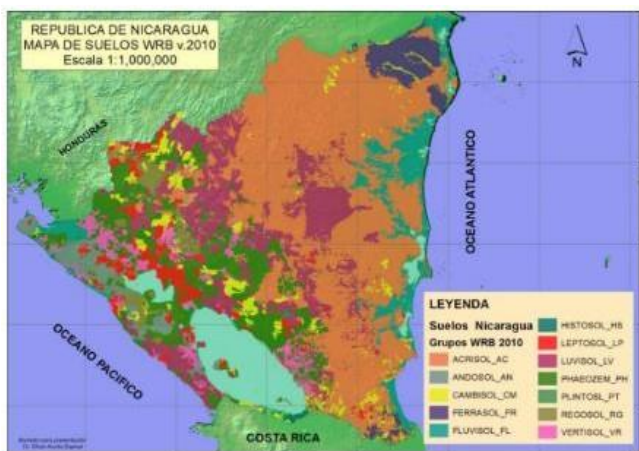 REPUBLICA DE NICARAGUA
MAPA DE SUELOS WRB v.2010
Escala 1:1,000,000
N
HONDURAS
OCEANO ATLANTICO
OCEANO PACIFICO
COSTA RICA
LEYENDA
Suelos Nicaragua
Grupos WRB 2010
ACRISOL_AC
ANDOSOL_AN
CAMBISOL_CM
FERRASOL_FR
FLUVISOL_FL
HISTOSOL_HS
LEPTOSOL_LP
LUVISOL_LV
PHAEOZEM_PH
PLINTOSL_PT
REGOSOL_RG
VERTISOL_VR